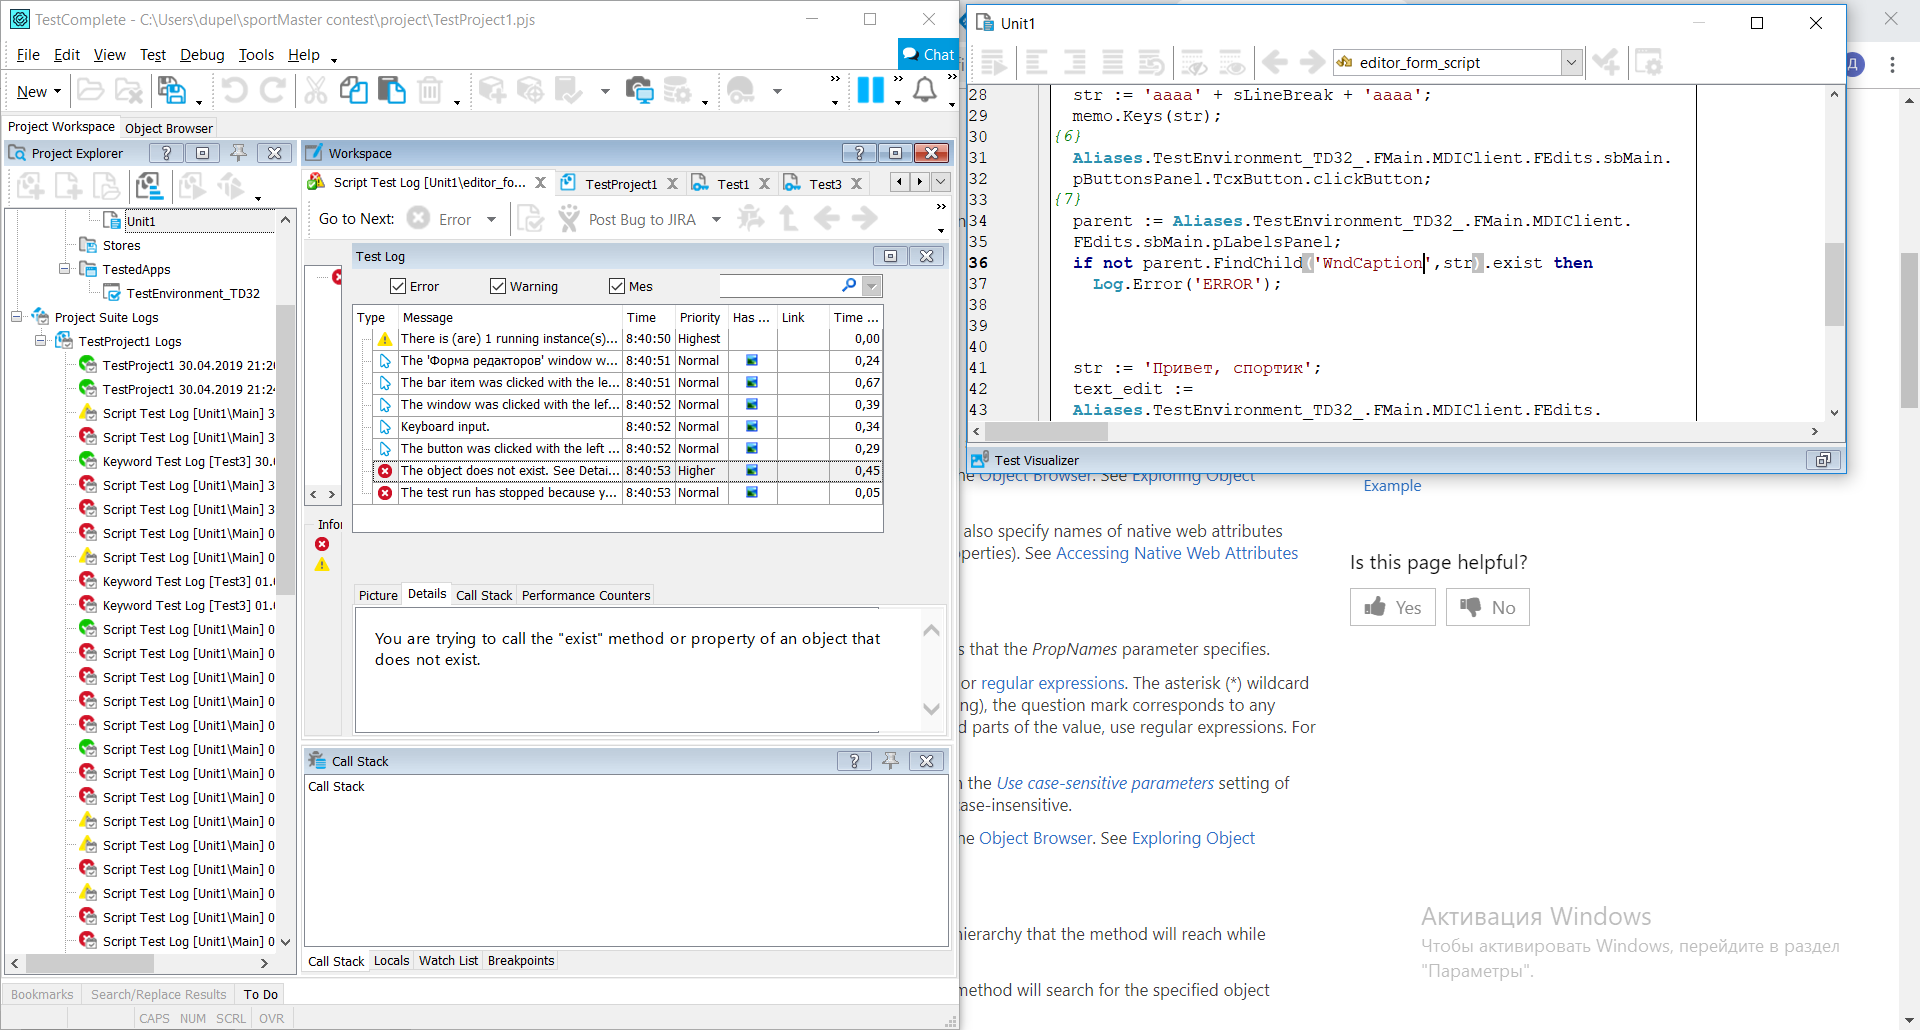 TestComplete - C:\Users\dupel\sportMaster contest\project\TestProject1.pjs
File Edit View Test Debug Tools Help
Chat
New
Project Workspace Object Browser
Project Explorer
Unit1
Stores
TestedApps
TestEnvironment_TD32
Project Suite Logs
TestProject1 Logs
TestProject1 30.04.2019 21:20
TestProject1 30.04.2019 21:24
Script Test Log [Unit1\Main] 3
Script Test Log [Unit1\Main] 3
Keyword Test Log [Test3] 30.
Script Test Log [Unit1\Main] 3
Script Test Log [Unit1\Main] 3
Script Test Log [Unit1\Main] 0
Script Test Log [Unit1\Main] 0
Keyword Test Log [Test3] 01.
Keyword Test Log [Test3] 01.
Script Test Log [Unit1\Main] 0
Script Test Log [Unit1\Main] 0
Script Test Log [Unit1\Main] 0
Script Test Log [Unit1\Main] 0
Script Test Log [Unit1\Main] 0
Script Test Log [Unit1\Main] 0
Script Test Log [Unit1\Main] 0
Script Test Log [Unit1\Main] 0
Script Test Log [Unit1\Main] 0
Script Test Log [Unit1\Main] 0
Script Test Log [Unit1\Main] 0
Script Test Log [Unit1\Main] 0
Script Test Log [Unit1\Main] 0
Script Test Log [Unit1\Main] 0
Bookmarks Search/Replace Results To Do
CAPS NUM SCRL OVR
Workspace
Script Test Log [Unit1\editor_fo... TestProject1 Test1 Test3
Go to Next: Error Post Bug to JIRA
Test Log
Error Warning Mes
Type Message Time Priority Has ... Link Time ...
There is (are) 1 running instance(s)... 8:40:50 Highest 0,00
The 'Форма редакторов' window w... 8:40:51 Normal 0,24
The bar item was clicked with the le... 8:40:51 Normal 0,67
The window was clicked with the lef... 8:40:52 Normal 0,39
Keyboard input. 8:40:52 Normal 0,34
The button was clicked with the left ... 8:40:52 Normal 0,29
The object does not exist. See Detai... 8:40:53 Higher 0,45
The test run has stopped because y... 8:40:53 Normal 0,05
Infor
Picture Details Call Stack Performance Counters
You are trying to call the "exist" method or property of an object that
does not exist.
Call Stack
Call Stack
Call Stack Locals Watch List Breakpoints
Unit1
editor_form_script
28 str := 'aaaa' + sLineBreak + 'aaaa';
29 memo.Keys(str);
30 {6}
31 Aliases.TestEnvironment_TD32_.FMain.MDIClient.FEdits.sbMain.
32 pButtonsPanel.TcxButton.clickButton;
33 {7}
34 parent := Aliases.TestEnvironment_TD32_.FMain.MDIClient.
35 FEdits.sbMain.pLabelsPanel;
36 if not parent.FindChild('WndCaption',str).exist then
37 Log.Error('ERROR');
38
39
40
41 str := 'Привет, спортик';
42 text_edit :=
43 Aliases.TestEnvironment_TD32_.FMain.MDIClient.FEdits.
Test Visualizer
Д
he Object Browser. See Exploring Object
Example
also specify names of native web attributes
perties). See Accessing Native Web Attributes
Is this page helpful?
Yes No
s that the PropNames parameter specifies.
or regular expressions. The asterisk (*) wildcard
ng), the question mark corresponds to any
d parts of the value, use regular expressions. For
n the Use case-sensitive parameters setting of
case-insensitive.
he Object Browser. See Exploring Object
hierarchy that the method will reach while
method will search for the specified object
Активация Windows
Чтобы активировать Windows, перейдите в раздел
"Параметры".